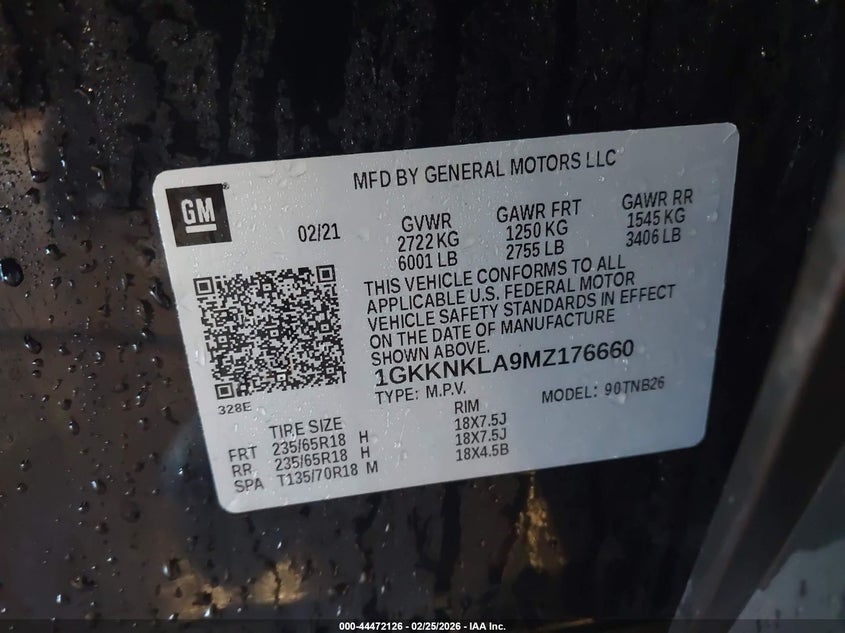 MFD BY GENERAL MOTORS LLC
GM
02/21
GVWR GAWR FRT GAWR RR
2722 KG 1250 KG 1545 KG
6001 LB 2755 LB 3406 LB
THIS VEHICLE CONFORMS TO ALL
APPLICABLE U.S. FEDERAL MOTOR
VEHICLE SAFETY STANDARDS IN EFFECT
ON THE DATE OF MANUFACTURE
SHOWN ABOVE.
1GKKNKLA9MZ176660
TYPE: M.P.V. MODEL: 90TNB26
328E
TIRE SIZE RIM
FRT 235/65R18 H 18X7.5J
RR 235/65R18 H 18X7.5J
SPA T135/70R18 M 18X4.5B
000-44472126 - 02/25/2026 - IAA Inc.